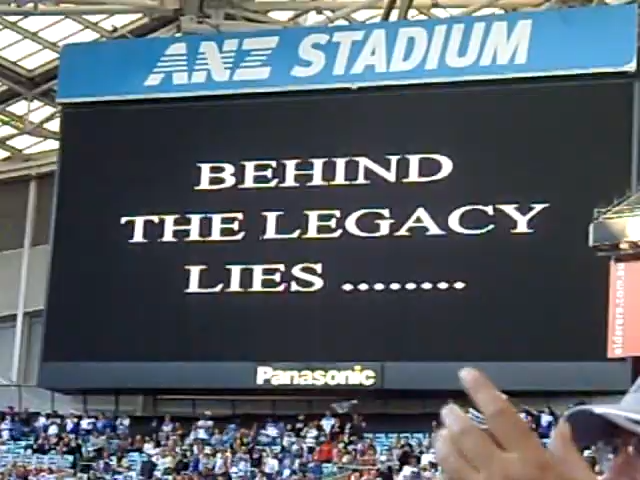 ANZ STADIUM
BEHIND
THE LEGACY
LIES ........
Panasonic